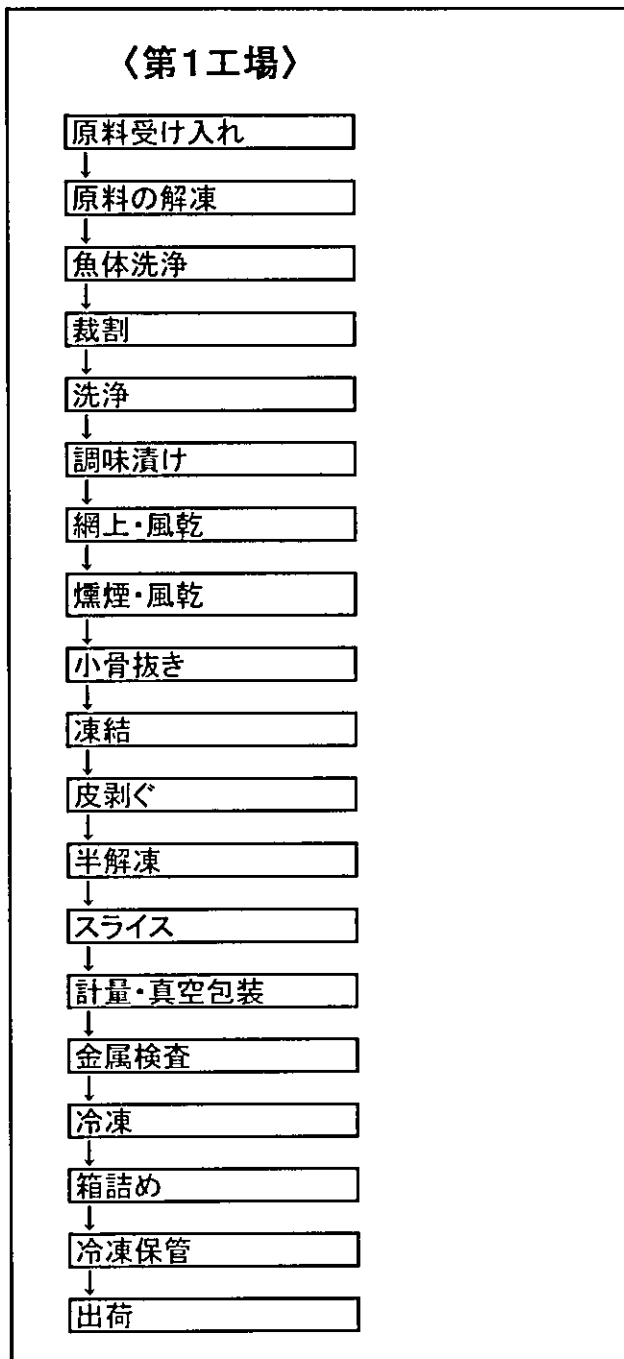 〈第1工場〉
原料受け入れ
↓
原料の解凍
↓
魚体洗浄
↓
裁割
↓
洗浄
↓
調味漬け
↓
網上・風乾
↓
燻煙・風乾
↓
小骨抜き
↓
凍結
↓
皮剥ぐ
↓
半解凍
↓
スライス
↓
計量・真空包装
↓
金属検査
↓
冷凍
↓
箱詰め
↓
冷凍保管
↓
出荷